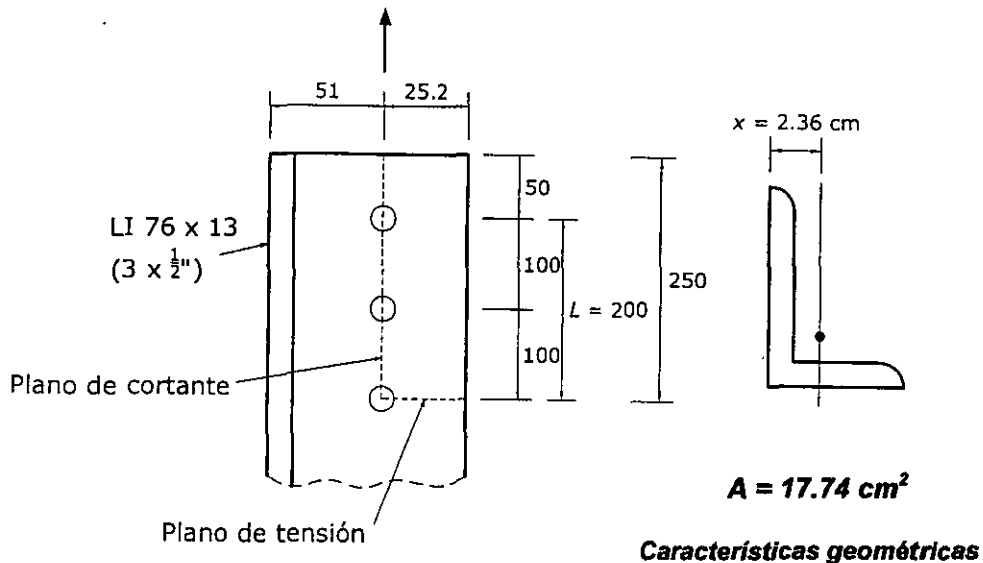 51
25.2
x = 2.36 cm
LI 76 x 13
(3 x ½")
50
100
L = 200
250
100
Plano de cortante
Plano de tensión
A = 17.74 cm²
Características geométricas